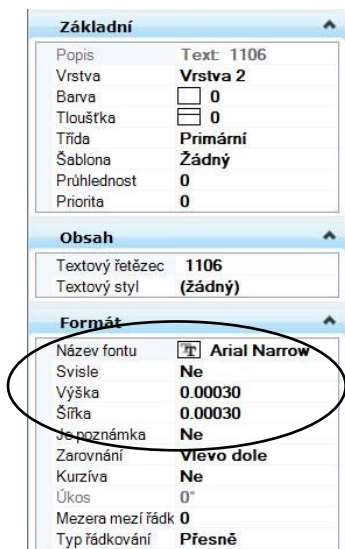 Základní
Popis Text: 1106
Vrstva Vrstva 2
Barva 0
Tloušťka 0
Třída Primární
Šablona Žádný
Průhlednost 0
Priorita 0
Obsah
Textový řetězec 1106
Textový styl (žádný)
Formát
Název fontu Arial Narrow
Svisle Ne
Výška 0.00030
Šířka 0.00030
Je poznámka Ne
Zarovnání Vlevo dole
Kurzíva Ne
Úkos 0°
Mezera mezi řádk 0
Typ řádkování Přesně